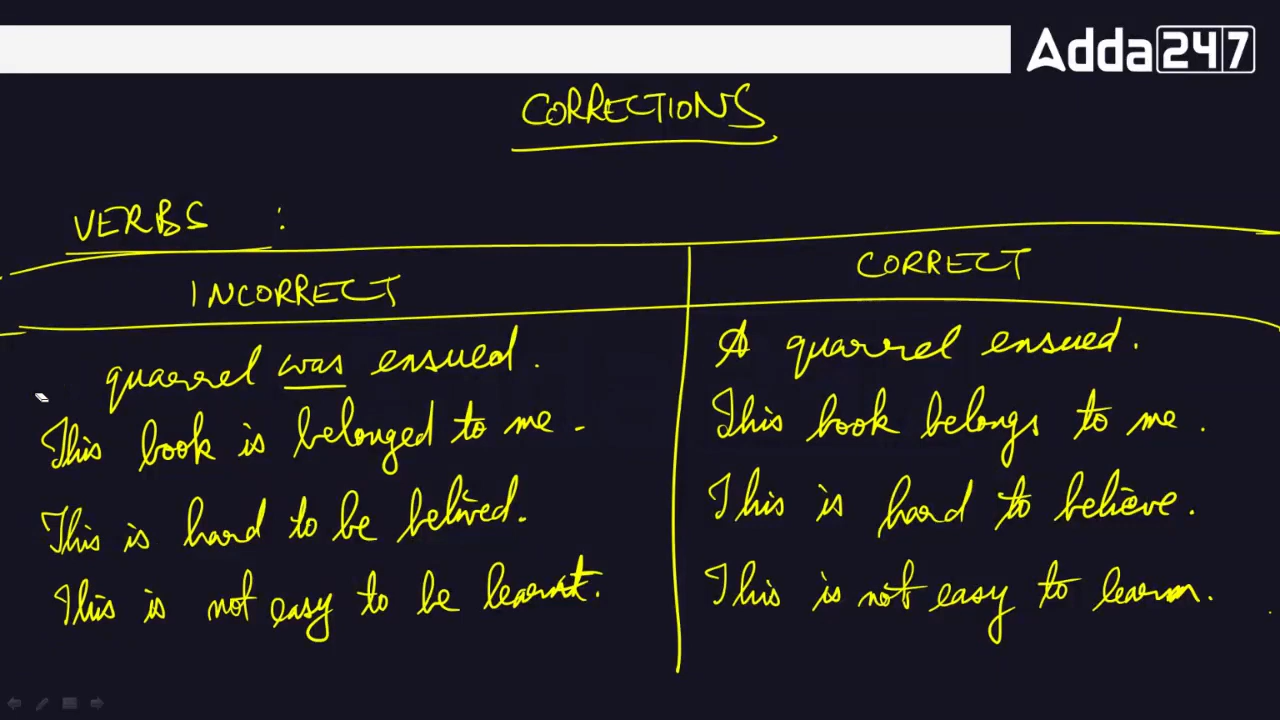 Adda247
CORRECTIONS
VERBS :
INCORRECT
CORRECT
quarrel was ensued.
A quarrel ensued.
This book is belonged to me.
This book belongs to me.
This is hard to be belived.
This is hard to believe.
This is not easy to be learnt.
This is not easy to learn.